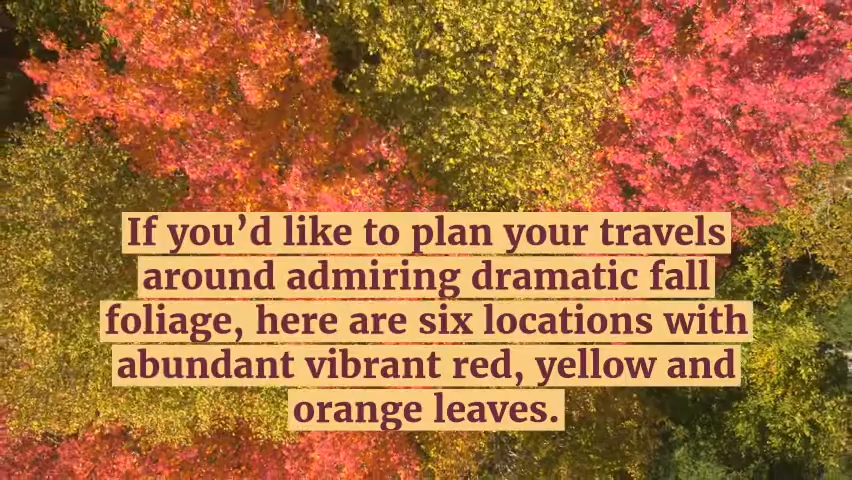 If you’d like to plan your travels
around admiring dramatic fall
foliage, here are six locations with
abundant vibrant red, yellow and
orange leaves.